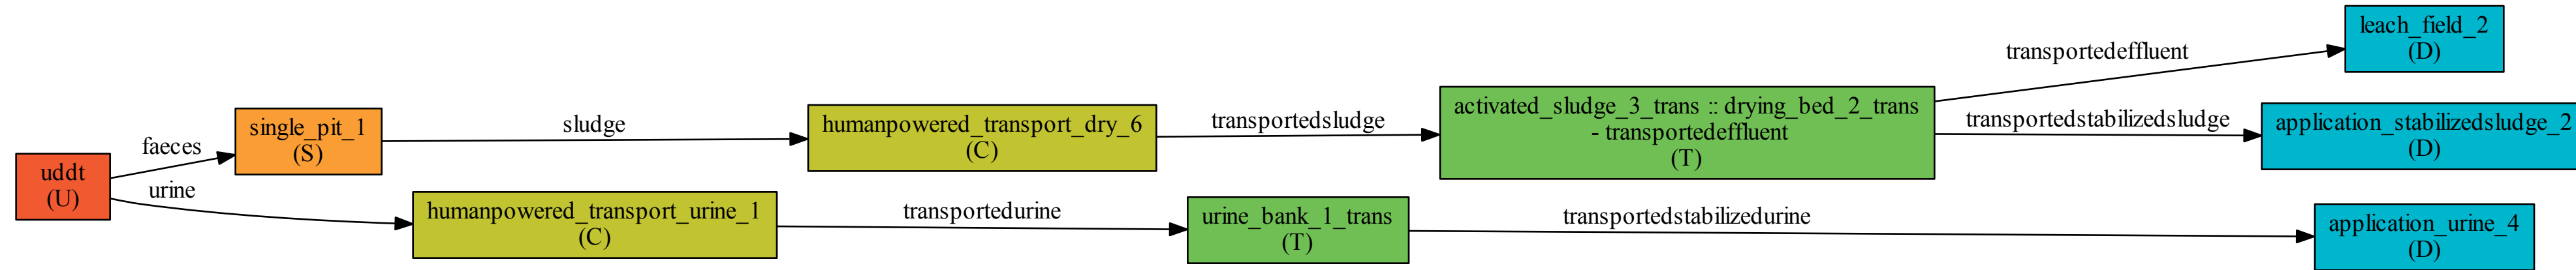 uddt
(U)
faeces
urine
single_pit_1
(S)
sludge
humanpowered_transport_urine_1
(C)
humanpowered_transport_dry_6
(C)
transportedurine
transportedsludge
urine_bank_1_trans
(T)
activated_sludge_3_trans :: drying_bed_2_trans
- transportedeffluent
(T)
transportedstabilizedurine
transportedeffluent
transportedstabilizedsludge
leach_field_2
(D)
application_stabilizedsludge_2
(D)
application_urine_4
(D)